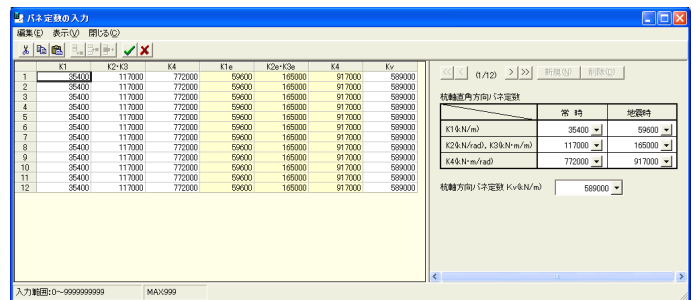 バネ定数の入力
編集(E) 表示(V) 閉じる(C)
K1 K2・K3 K4 K1e K2e・K3e K4 Kv
1 35400 117000 772000 59600 165000 917000 589000
2 35400 117000 772000 59600 165000 917000 589000
3 35400 117000 772000 59600 165000 917000 589000
4 35400 117000 772000 59600 165000 917000 589000
5 35400 117000 772000 59600 165000 917000 589000
6 35400 117000 772000 59600 165000 917000 589000
7 35400 117000 772000 59600 165000 917000 589000
8 35400 117000 772000 59600 165000 917000 589000
9 35400 117000 772000 59600 165000 917000 589000
10 35400 117000 772000 59600 165000 917000 589000
11 35400 117000 772000 59600 165000 917000 589000
12 35400 117000 772000 59600 165000 917000 589000
<< < (1/12) > >> 新規(N) 削除(D)
杭軸直角方向バネ定数
常 時 地震時
K1(kN/m) 35400 59600
K2(kN/rad), K3(kN・m/m) 117000 165000
K4(kN・m/rad) 772000 917000
杭軸方向バネ定数 Kv(kN/m) 589000
入力範囲:0~9999999999 MAX999